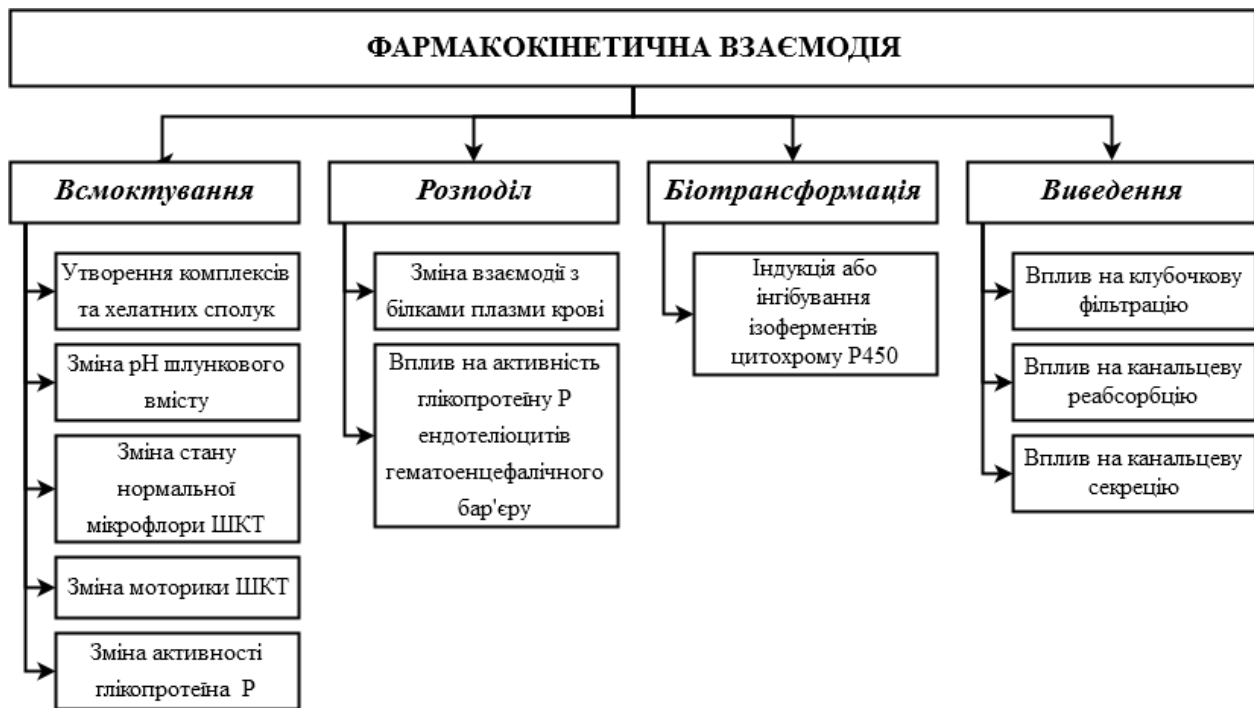 ФАРМАКОКІНЕТИЧНА ВЗАЄМОДІЯ
Всмоктування
Утворення комплексів
та хелатних сполук
Зміна рН шлункового
вмісту
Зміна стану
нормальної
мікрофлори ШКТ
Зміна моторики ШКТ
Зміна активності
глікопротеїна Р
Розподіл
Зміна взаємодії з
білками плазми крові
Вплив на активність
глікопротеїну Р
ендотеліоцитів
гематоенцефалічного
бар'єру
Біотрансформація
Індукція або
інгібування
ізоферментів
цитохрому Р450
Виведення
Вплив на клубочкову
фільтрацію
Вплив на канальцеву
реабсорбцію
Вплив на канальцеву
секрецію